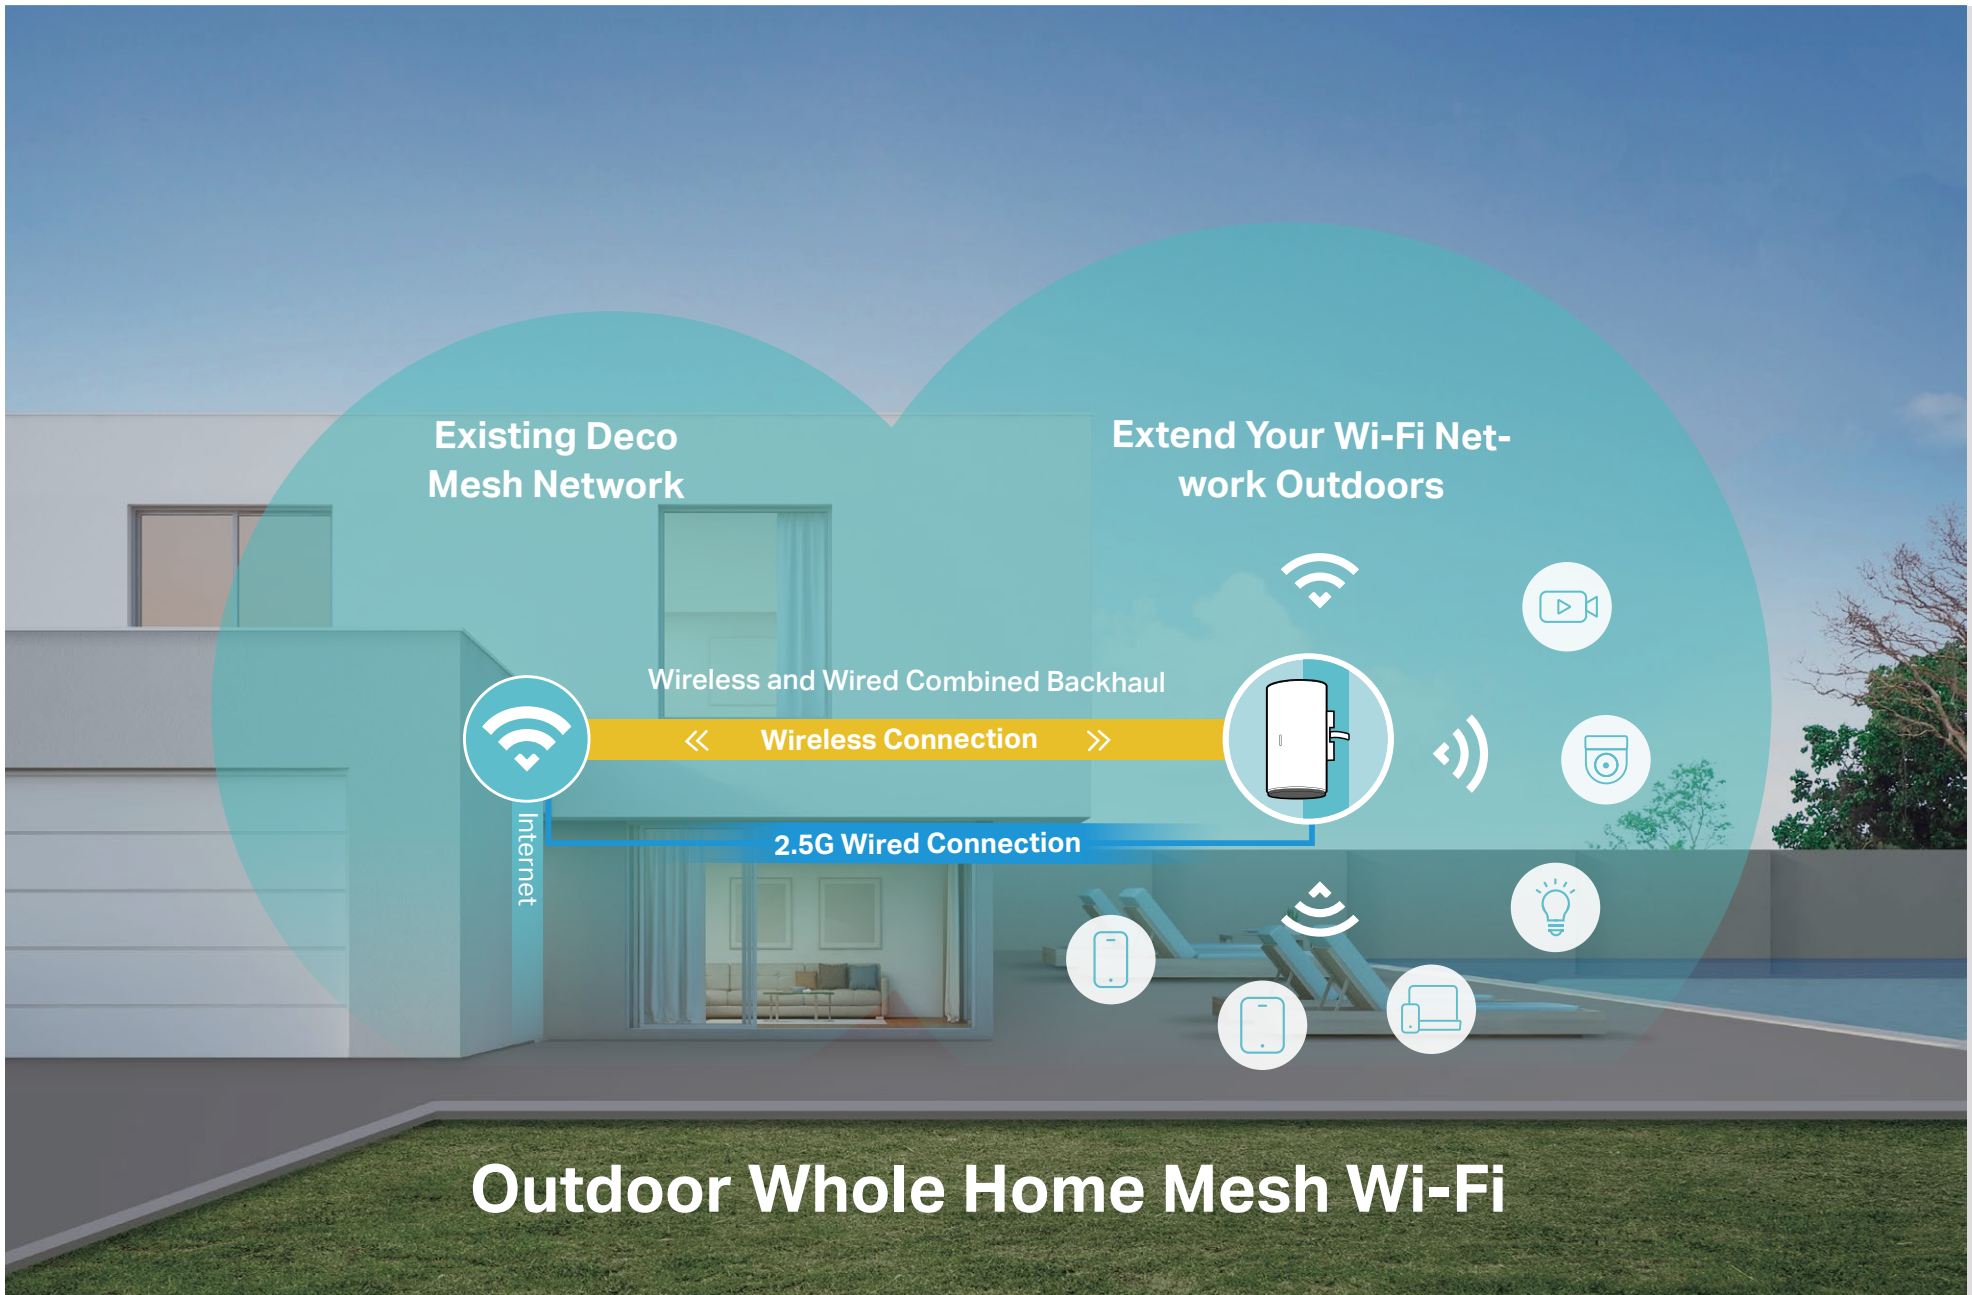 Existing Deco
Mesh Network
Extend Your Wi-Fi Net-
work Outdoors
Wireless and Wired Combined Backhaul
Wireless Connection
2.5G Wired Connection
Internet
Outdoor Whole Home Mesh Wi-Fi